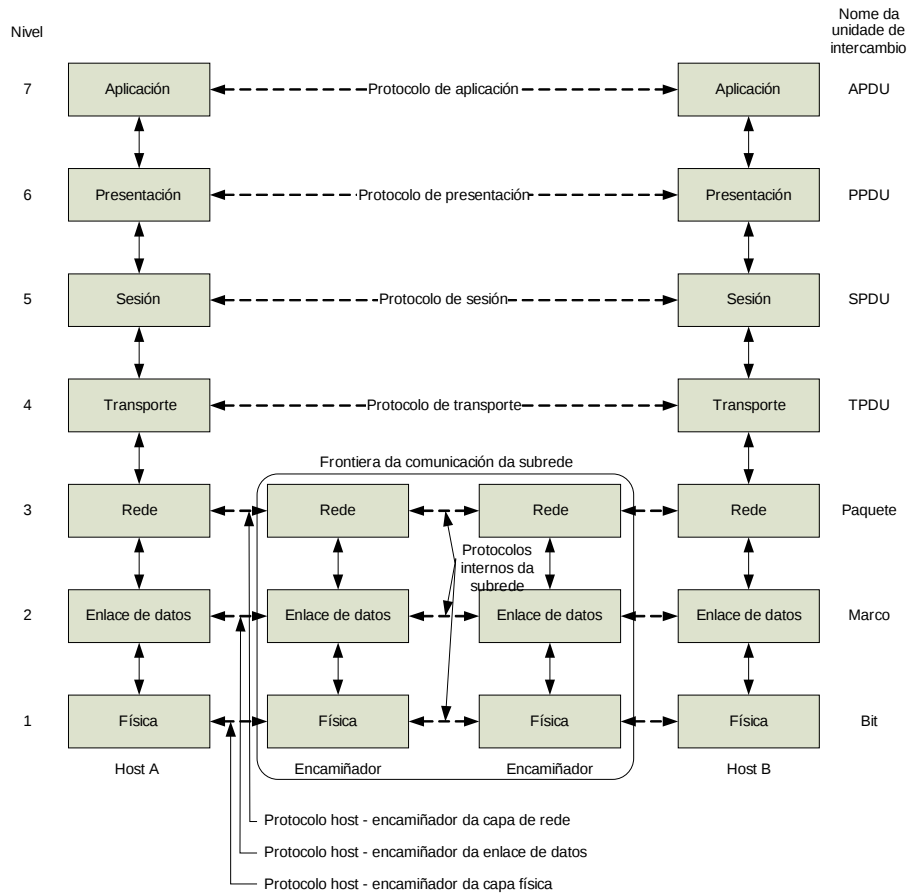 Nivel
Nome da
unidade de
intercambio
7
Aplicación
Protocolo de aplicación
Aplicación
APDU
6
Presentación
Protocolo de presentación
Presentación
PPDU
5
Sesión
Protocolo de sesión
Sesión
SPDU
4
Transporte
Protocolo de transporte
Transporte
TPDU
Frontiera da comunicación da subrede
3
Rede
Rede
Rede
Rede
Paquete
Protocolos
internos da
subrede
2
Enlace de datos
Enlace de datos
Enlace de datos
Enlace de datos
Marco
1
Física
Física
Física
Física
Bit
Host A
Encamiñador
Encamiñador
Host B
Protocolo host - encamiñador da capa de rede
Protocolo host - encamiñador da enlace de datos
Protocolo host - encamiñador da capa física